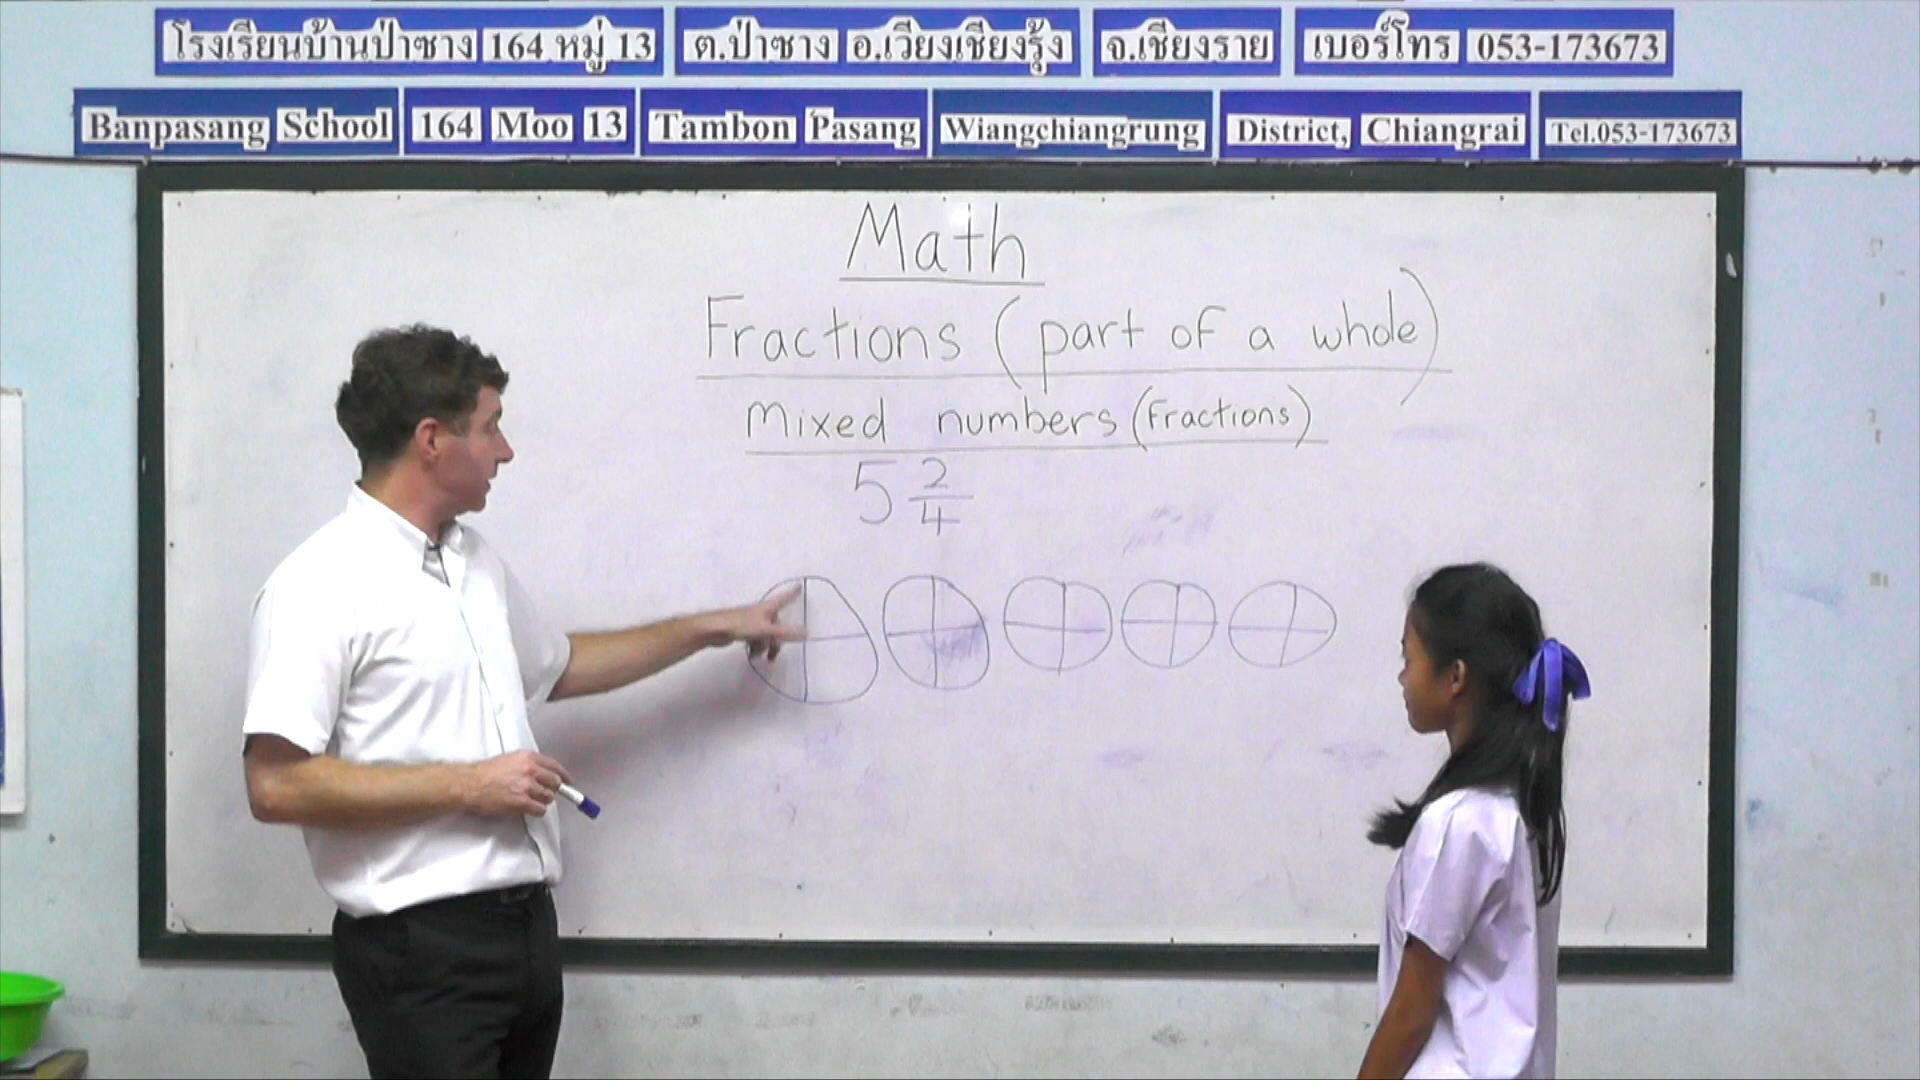 โรงเรียนบ้านป่าซาง 164 หมู่ 13 ต.ป่าซาง อ.เวียงเชียงรุ้ง จ.เชียงราย เบอร์โทร 053-173673
Banpasang School 164 Moo 13 Tambon Pasang Wiangchiangrung District, Chiangrai Tel.053-173673
Math
Fractions (part of a whole)
Mixed numbers (Fractions)
5 2/4